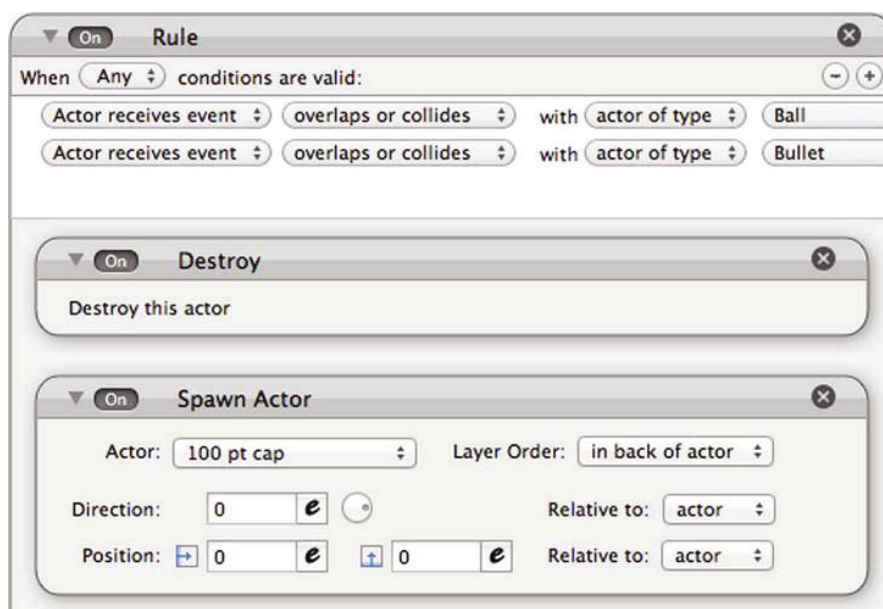 On Rule
When Any conditions are valid:
Actor receives event overlaps or collides with actor of type Ball
Actor receives event overlaps or collides with actor of type Bullet
On Destroy
Destroy this actor
On Spawn Actor
Actor: 100 pt cap Layer Order: in back of actor
Direction: 0 e Relative to: actor
Position: 0 e 0 e Relative to: actor